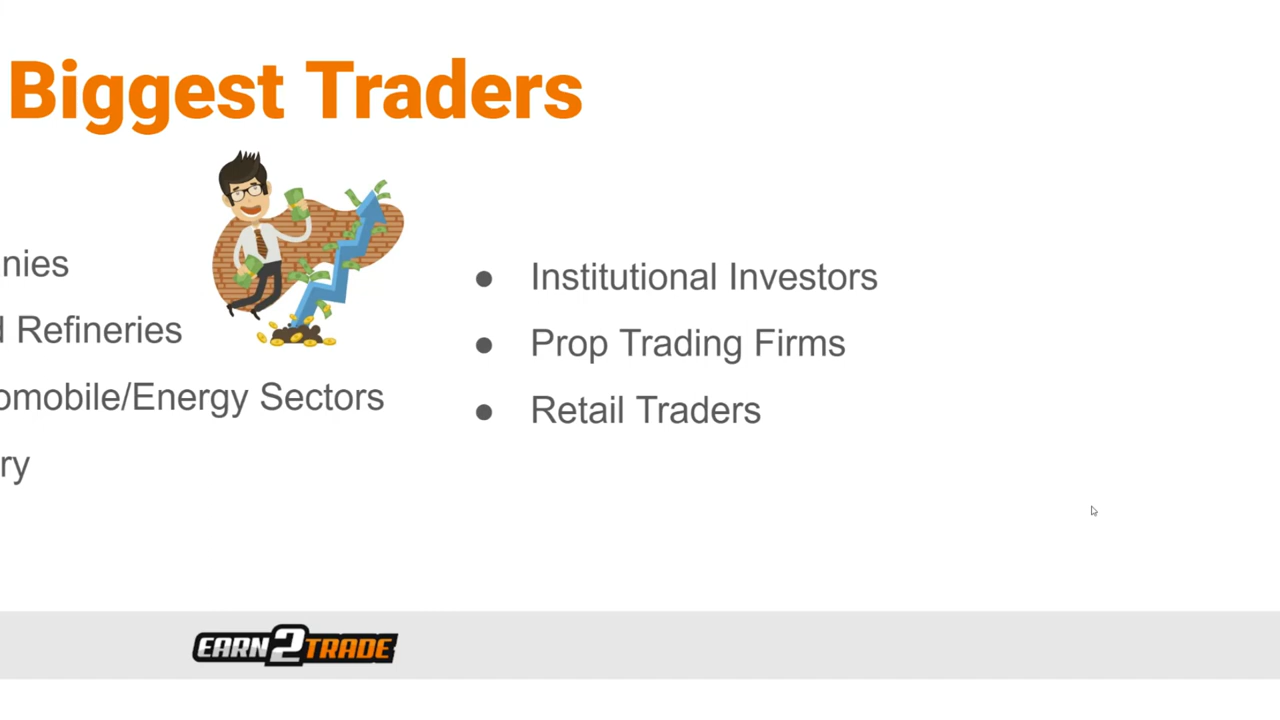 Biggest Traders
nies
d Refineries
omobile/Energy Sectors
ry
● Institutional Investors
● Prop Trading Firms
● Retail Traders
EARN2TRADE